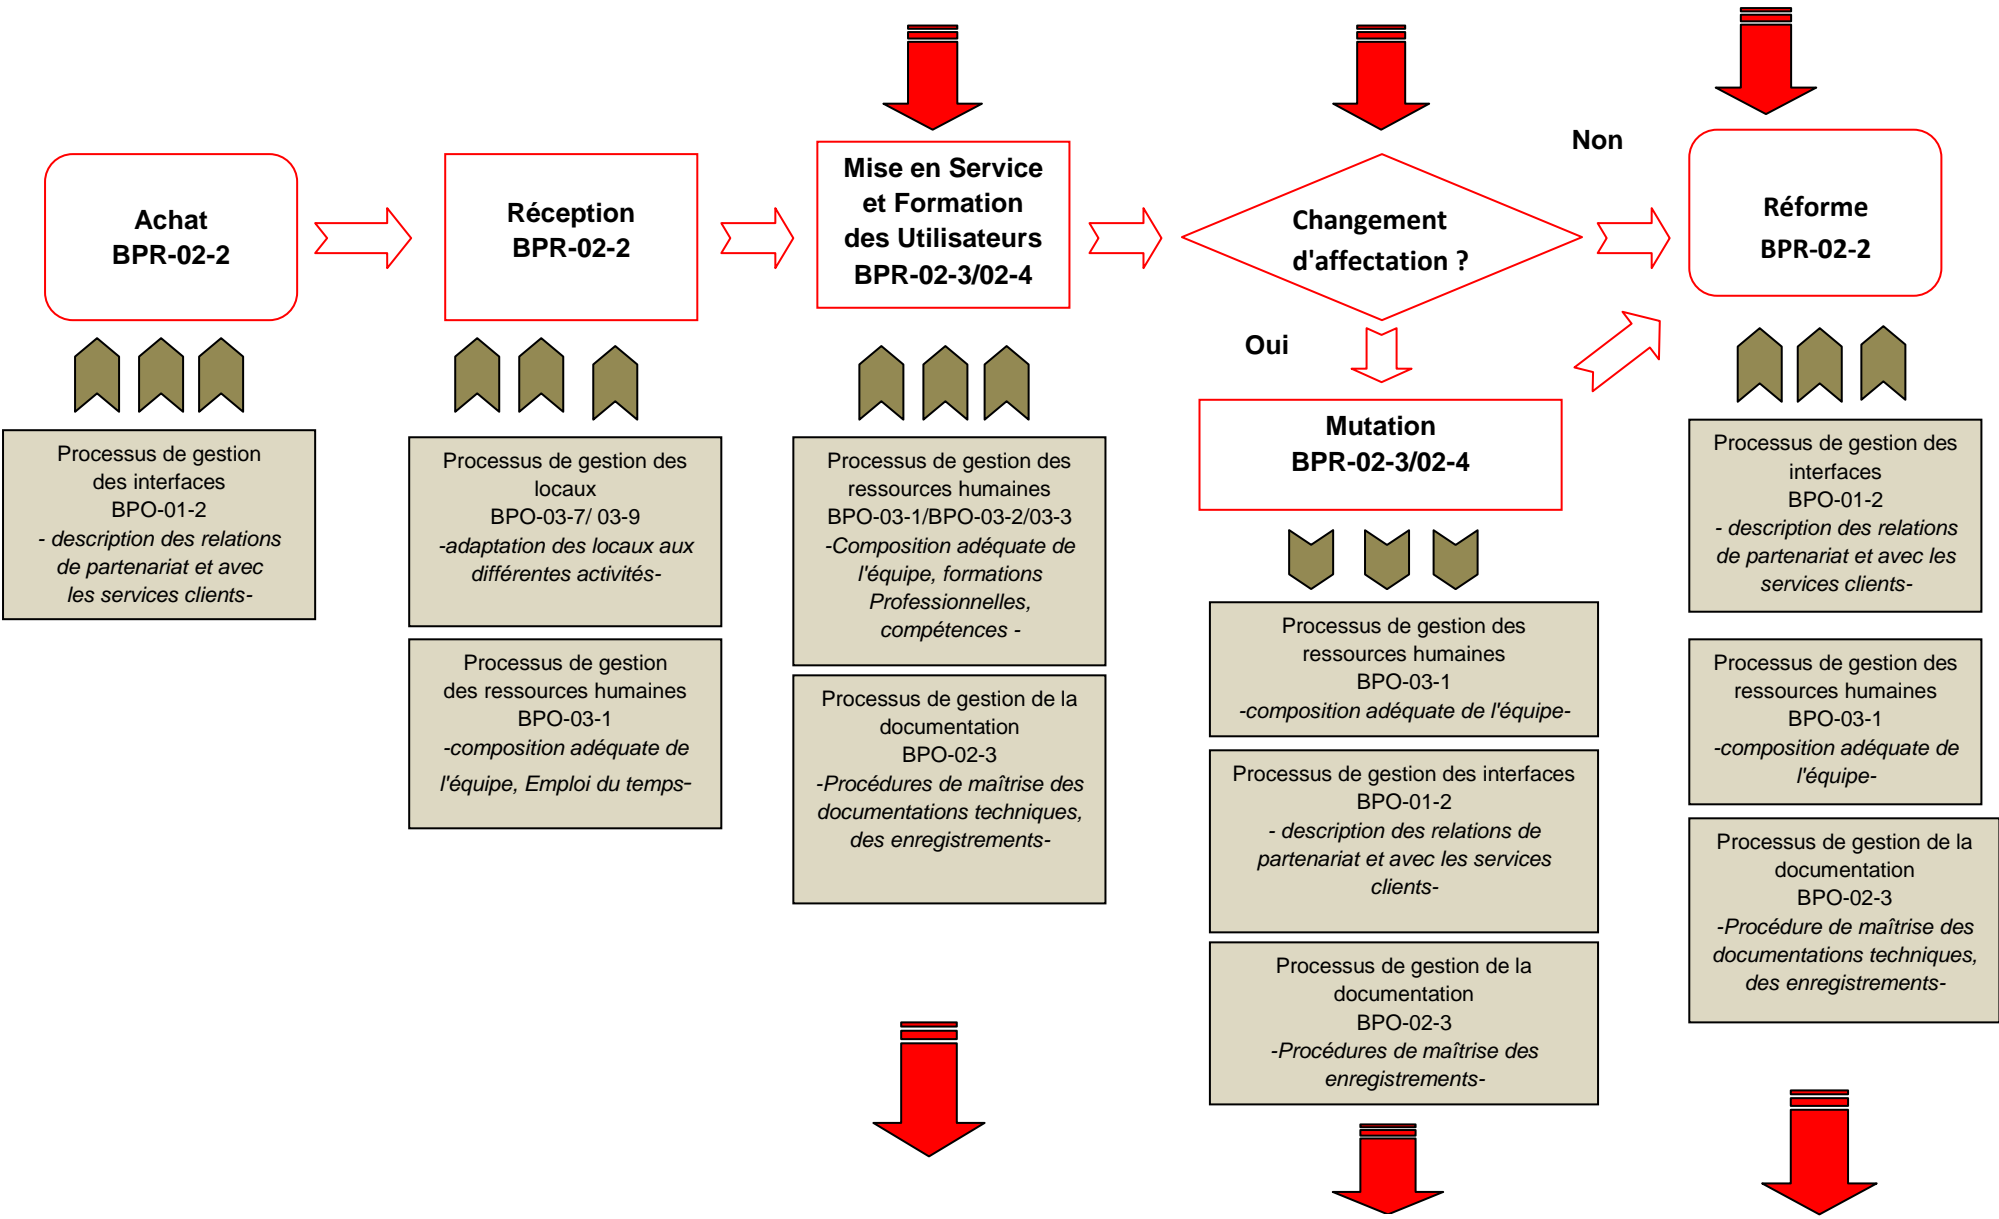 Achat
BPR-02-2
Réception
BPR-02-2
Mise en Service
et Formation
des Utilisateurs
BPR-02-3/02-4
Changement
d'affectation ?
Non
Oui
Réforme
BPR-02-2
Mutation
BPR-02-3/02-4
Processus de gestion
des interfaces
BPO-01-2
- description des relations
de partenariat et avec
les services clients-
Processus de gestion des
locaux
BPO-03-7/ 03-9
-adaptation des locaux aux
différentes activités-
Processus de gestion
des ressources humaines
BPO-03-1
-composition adéquate de
l'équipe, Emploi du temps-
Processus de gestion des
ressources humaines
BPO-03-1/BPO-03-2/03-3
-Composition adéquate de
l'équipe, formations
Professionnelles,
compétences -
Processus de gestion de la
documentation
BPO-02-3
-Procédures de maîtrise des
documentations techniques,
des enregistrements-
Processus de gestion des
ressources humaines
BPO-03-1
-composition adéquate de l'équipe-
Processus de gestion des interfaces
BPO-01-2
- description des relations de
partenariat et avec les services
clients-
Processus de gestion de la
documentation
BPO-02-3
-Procédures de maîtrise des
enregistrements-
Processus de gestion des
interfaces
BPO-01-2
- description des relations
de partenariat et avec les
services clients-
Processus de gestion des
ressources humaines
BPO-03-1
-composition adéquate de
l'équipe-
Processus de gestion de la
documentation
BPO-02-3
-Procédure de maîtrise des
documentations techniques,
des enregistrements-